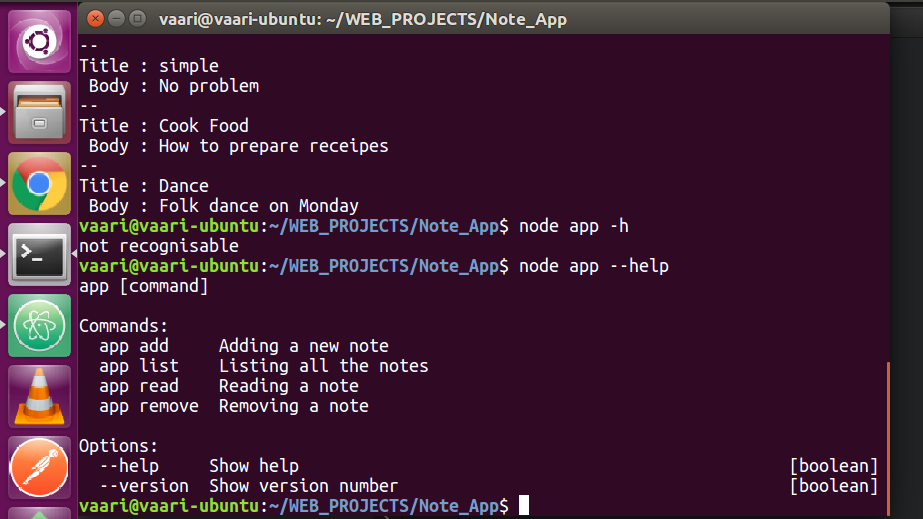 vaari@vaari-ubuntu: ~/WEB_PROJECTS/Note_App
--
Title : simple
 Body : No problem
--
Title : Cook Food
 Body : How to prepare receipes
--
Title : Dance
 Body : Folk dance on Monday
vaari@vaari-ubuntu:~/WEB_PROJECTS/Note_App$ node app -h
not recognisable
vaari@vaari-ubuntu:~/WEB_PROJECTS/Note_App$ node app --help
app [command]

Commands:
  app add     Adding a new note
  app list    Listing all the notes
  app read    Reading a note
  app remove  Removing a note

Options:
  --help     Show help                                                 [boolean]
  --version  Show version number                                       [boolean]
vaari@vaari-ubuntu:~/WEB_PROJECTS/Note_App$